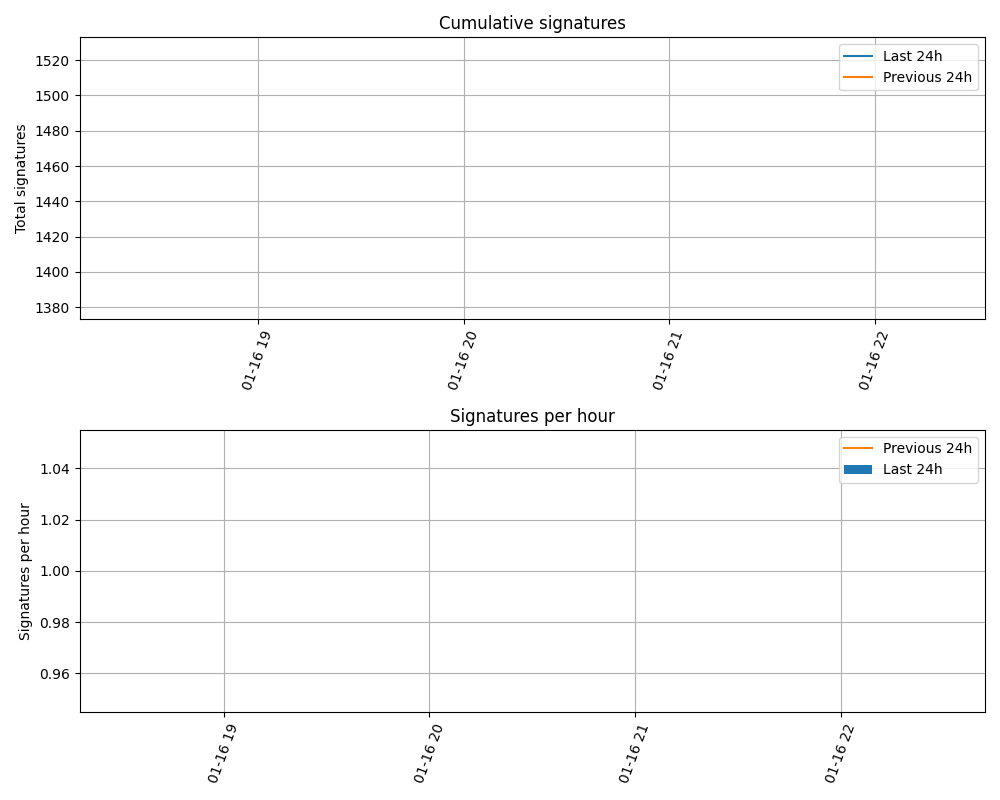 Cumulative signatures
Last 24h
Previous 24h
1520
1500
1480
1460
1440
1420
1400
1380
Total signatures
01-16 19
01-16 20
01-16 21
01-16 22
Signatures per hour
Previous 24h
Last 24h
1.04
1.02
1.00
0.98
0.96
Signatures per hour
01-16 19
01-16 20
01-16 21
01-16 22